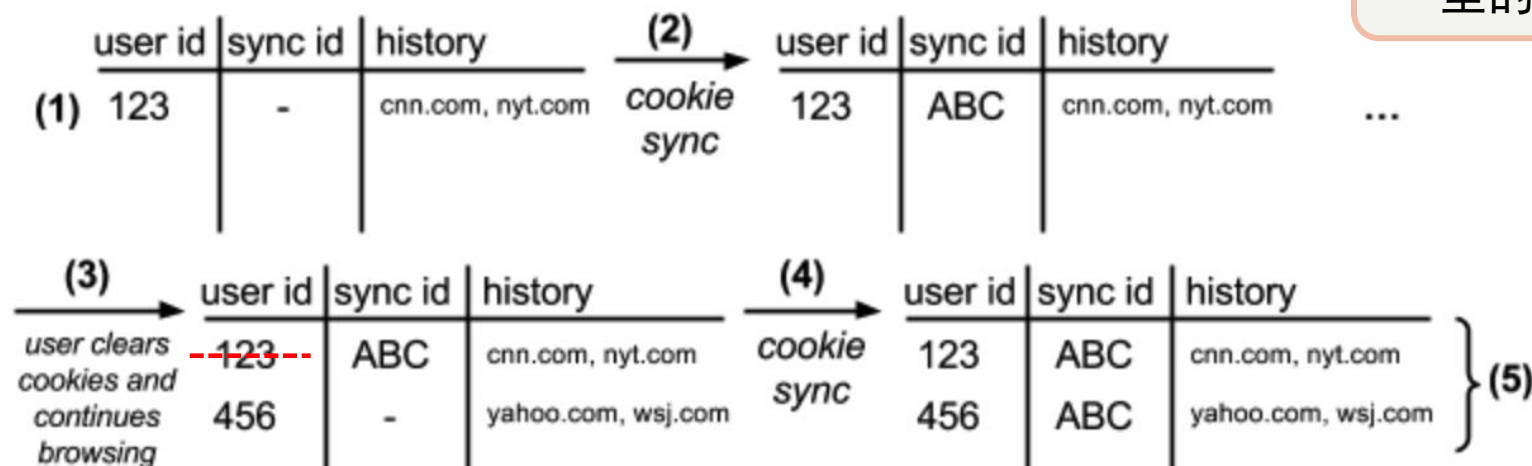 里的
user id sync id history
(1) 123 - cnn.com, nyt.com
(2)
cookie
sync
user id sync id history
123 ABC cnn.com, nyt.com
...
(3)
user clears
cookies and
continues
browsing
user id sync id history
123 ABC cnn.com, nyt.com
456 - yahoo.com, wsj.com
(4)
cookie
sync
user id sync id history
123 ABC cnn.com, nyt.com
456 ABC yahoo.com, wsj.com
(5)